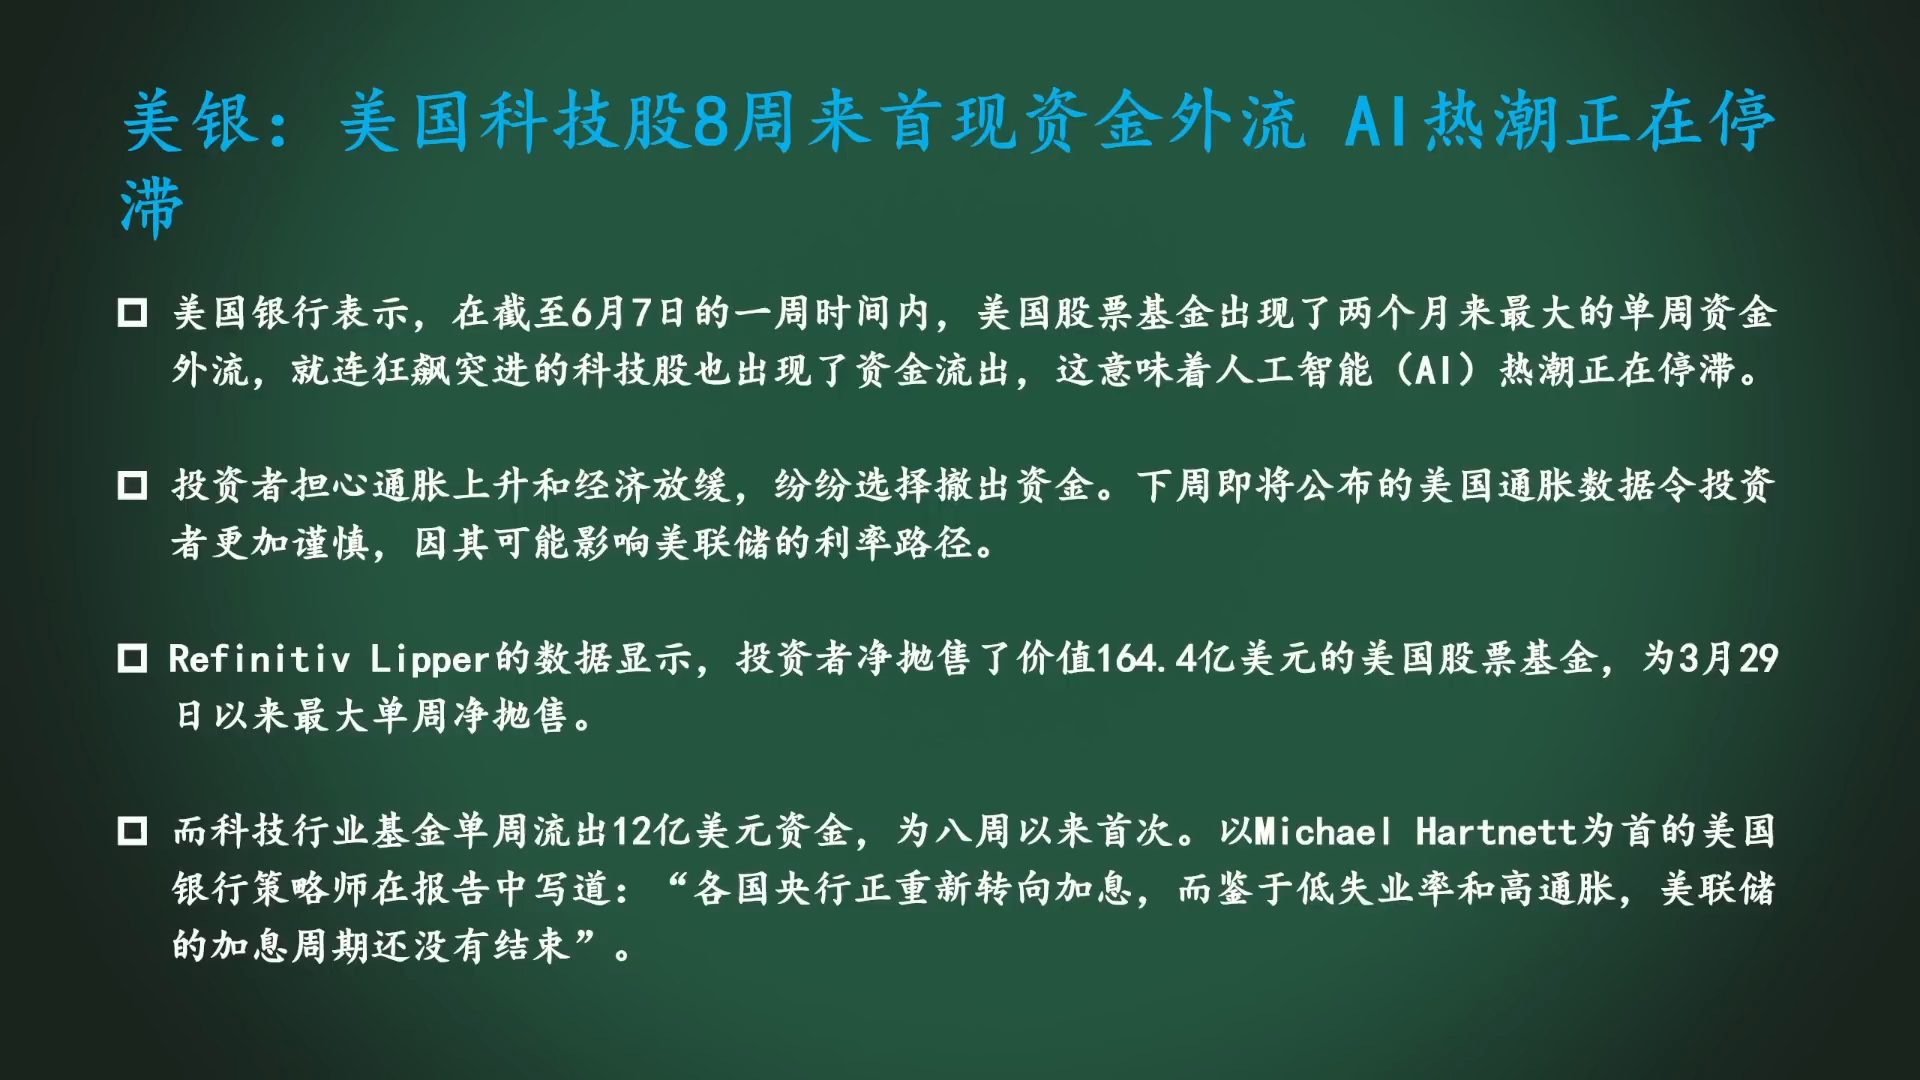 美银：美国科技股8周来首现资金外流 AI热潮正在停
滞
美国银行表示，在截至6月7日的一周时间内，美国股票基金出现了两个月来最大的单周资金
外流，就连狂飙突进的科技股也出现了资金流出，这意味着人工智能（AI）热潮正在停滞。
投资者担心通胀上升和经济放缓，纷纷选择撤出资金。下周即将公布的美国通胀数据令投资
者更加谨慎，因其可能影响美联储的利率路径。
Refinitiv Lipper的数据显示，投资者净抛售了价值164.4亿美元的美国股票基金，为3月29
日以来最大单周净抛售。
而科技行业基金单周流出12亿美元资金，为八周以来首次。以Michael Hartnett为首的美国
银行策略师在报告中写道：“各国央行正重新转向加息，而鉴于低失业率和高通胀，美联储
的加息周期还没有结束”。